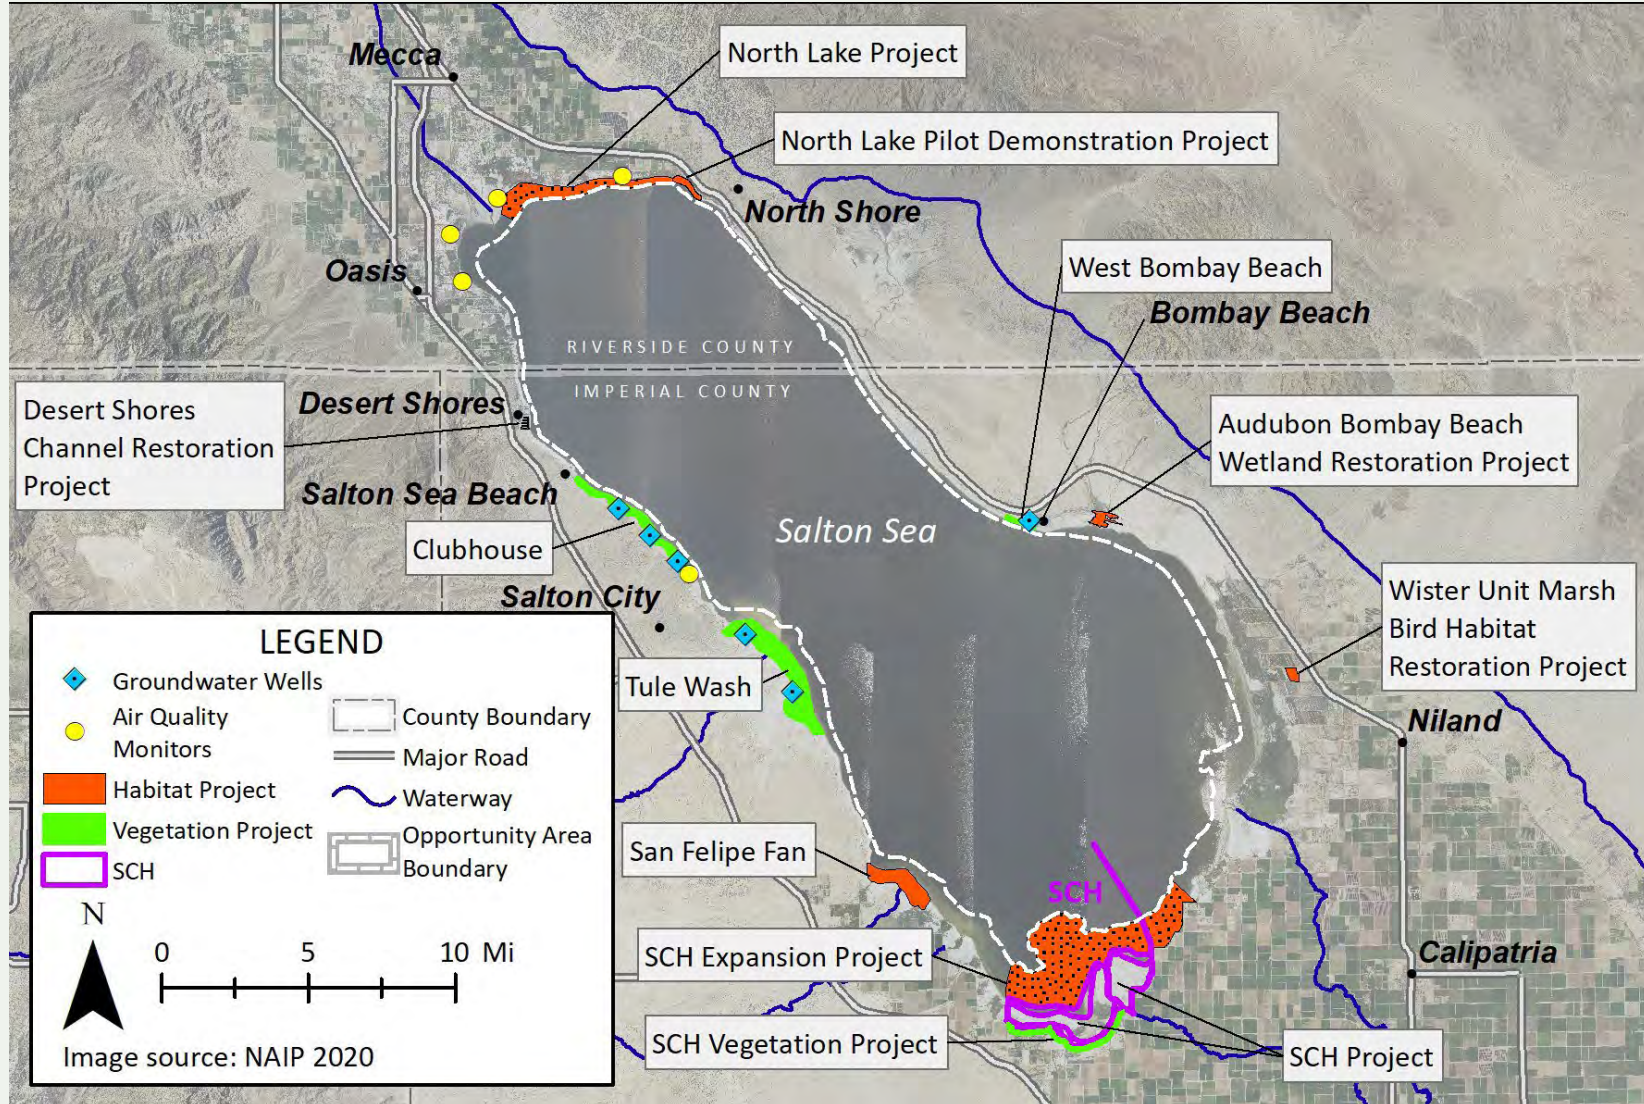 Mecca
North Lake Project
North Lake Pilot Demonstration Project
North Shore
Oasis
West Bombay Beach
Bombay Beach
RIVERSIDE COUNTY
IMPERIAL COUNTY
Desert Shores
Channel Restoration
Project
Desert Shores
Audubon Bombay Beach
Wetland Restoration Project
Salton Sea Beach
Salton Sea
Clubhouse
Salton City
Wister Unit Marsh
Bird Habitat
Restoration Project
Tule Wash
Niland
San Felipe Fan
SCH
SCH Expansion Project
Calipatria
SCH Vegetation Project
SCH Project
LEGEND
Groundwater Wells
Air Quality
Monitors
Habitat Project
Vegetation Project
SCH
County Boundary
Major Road
Waterway
Opportunity Area
Boundary
N
0 5 10 Mi
Image source: NAIP 2020